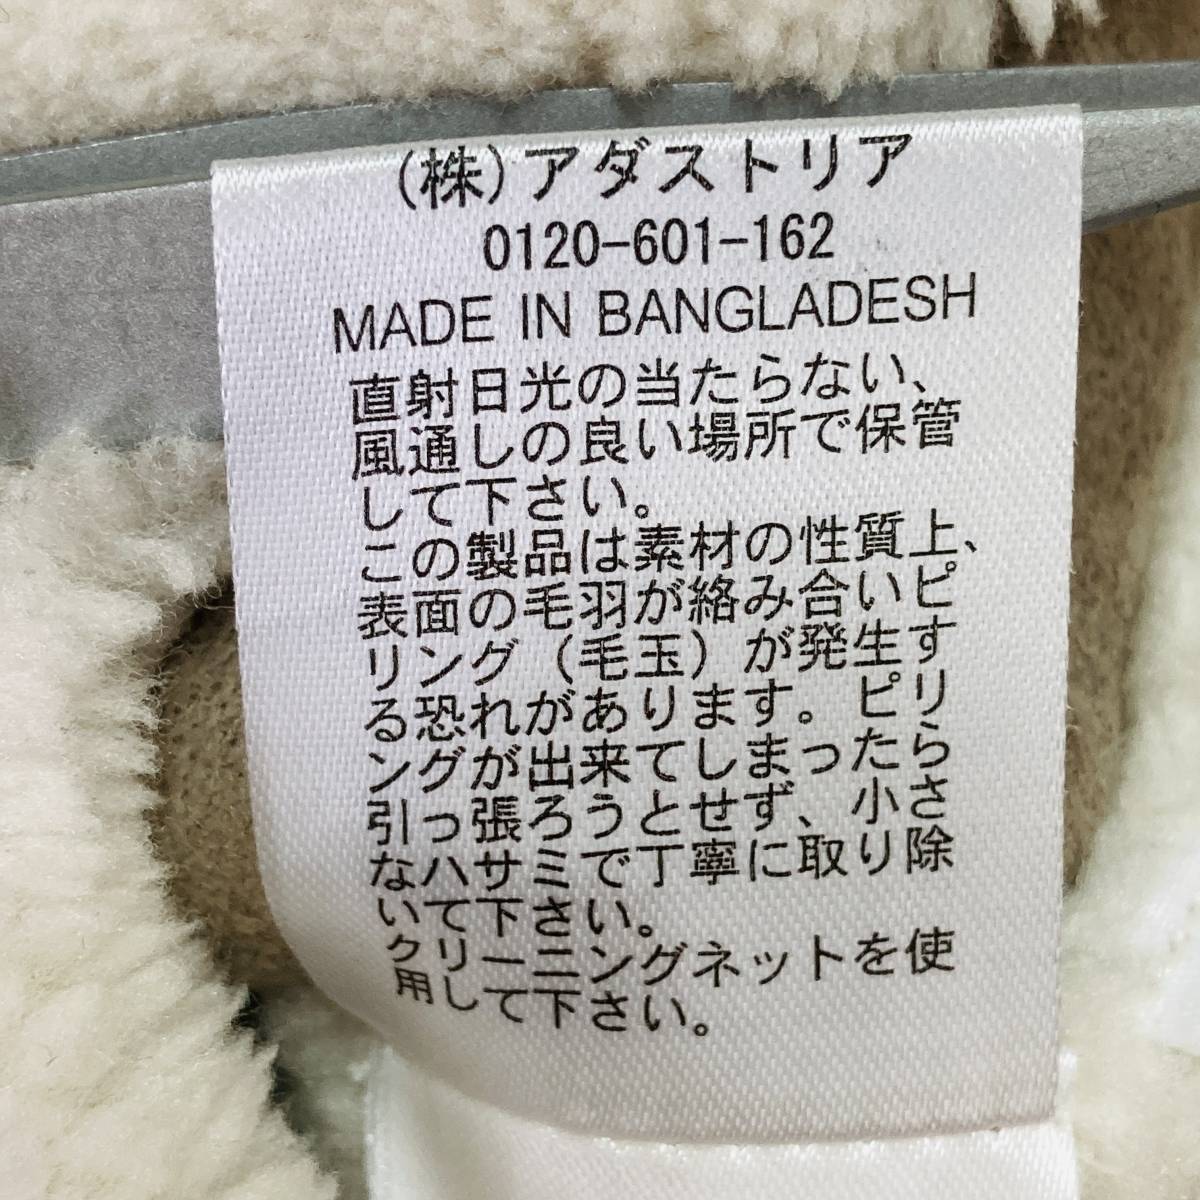 (株)アダストリア
0120-601-162
MADE IN BANGLADESH
直射日光の当たらない、
風通しの良い場所で保管
して下さい。
この製品は素材の性質上、
表面の毛羽が絡み合いピ
リング（毛玉）が発生す
る恐れがあります。ピリ
ングが出来てしまったら
引っ張ろうとせず、小さ
なハサミで丁寧に取り除
いて下さい。
クリーニングネットを使
用して下さい。